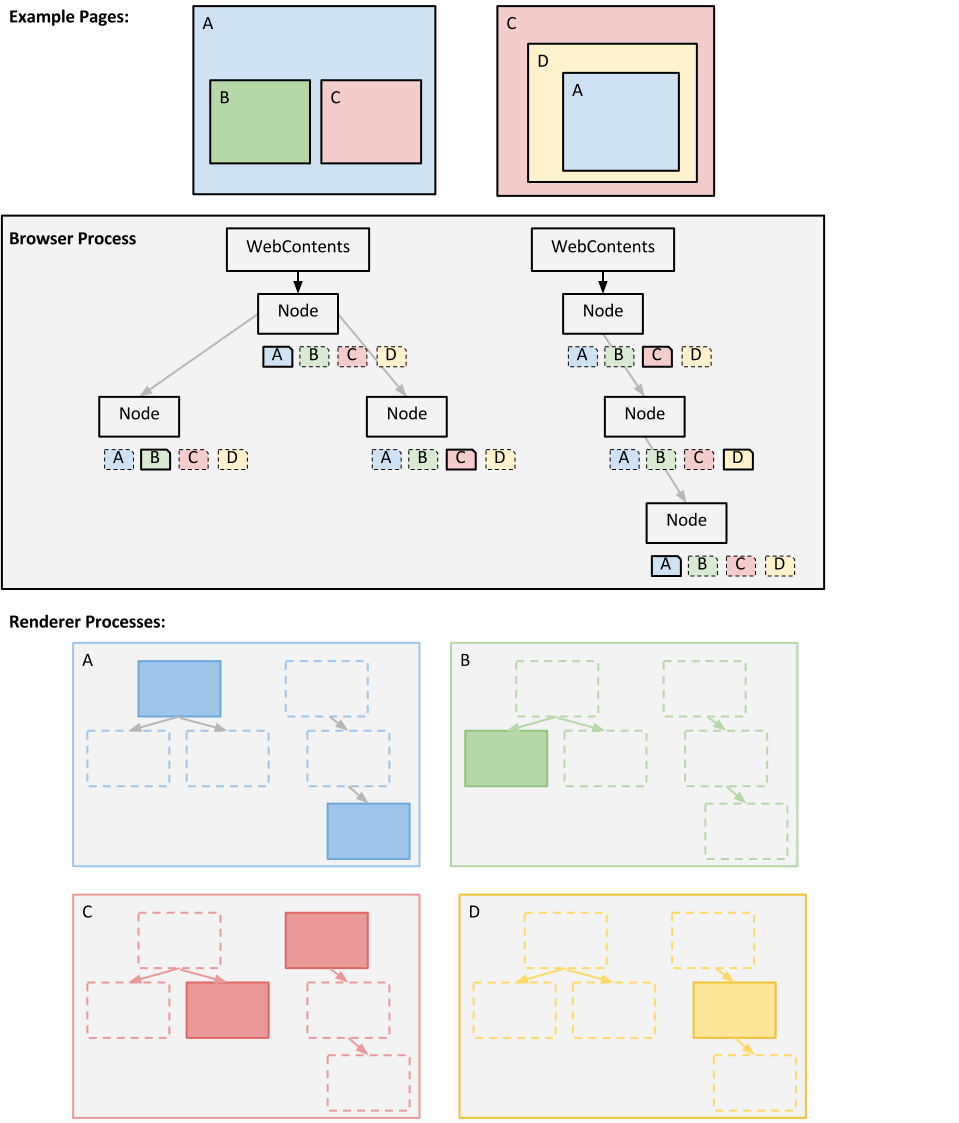 Example Pages:
A
B
C
C
D
A
Browser Process
WebContents
WebContents
Node
Node
A B C D
A B C D
Node
Node
Node
A B C D
A B C D
A B C D
Node
A B C D
Renderer Processes:
A
B
C
D